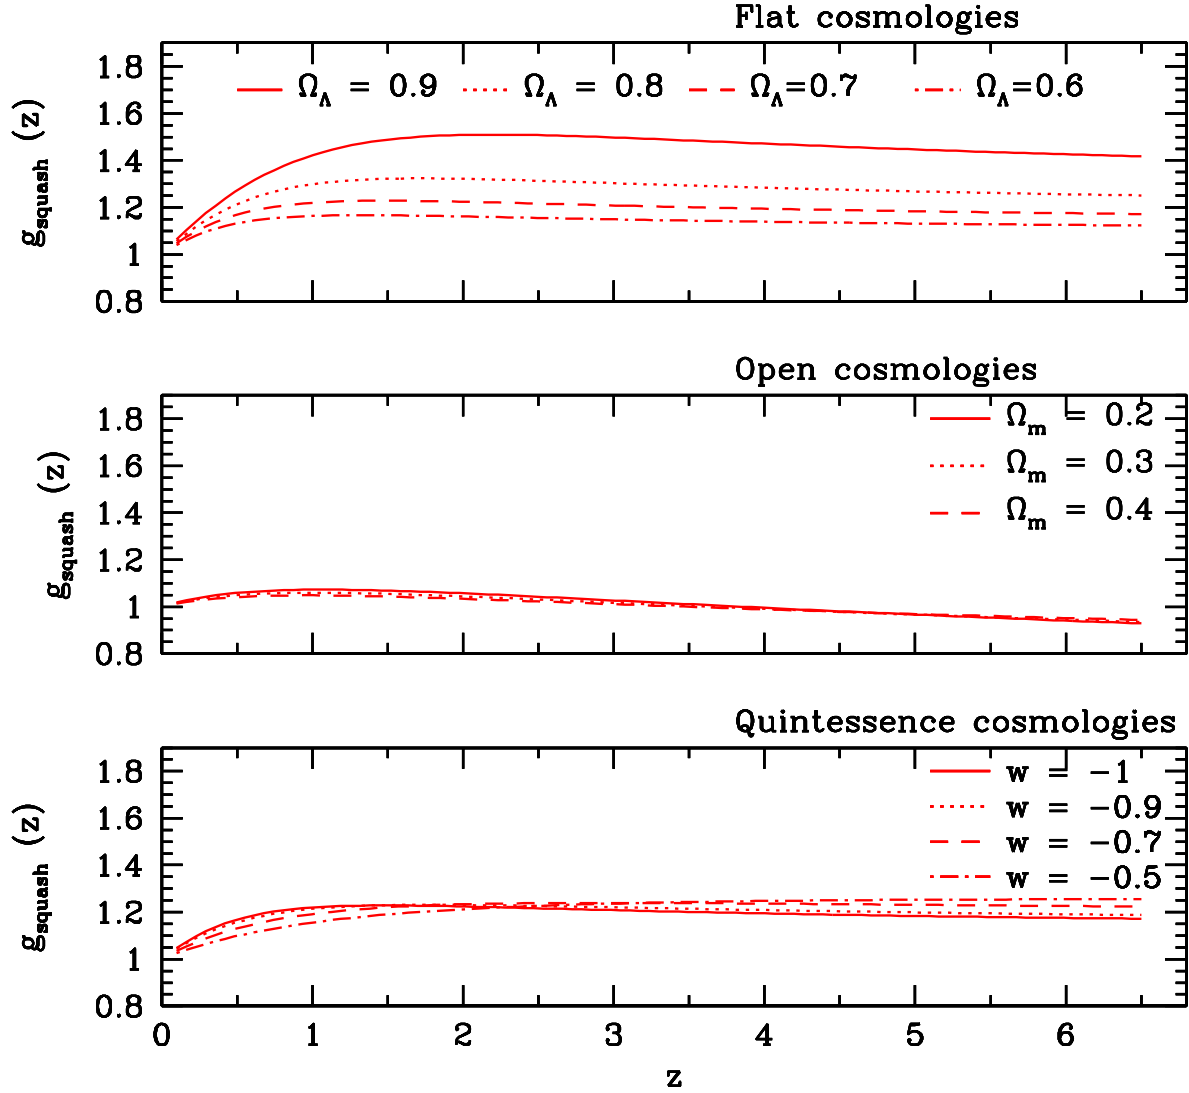 Flat cosmologies
1.8
1.6
1.4
1.2
1
0.8
g_squash (z)
Ω_Λ = 0.9 Ω_Λ = 0.8 Ω_Λ=0.7 Ω_Λ=0.6
Open cosmologies
1.8
1.6
1.4
1.2
1
0.8
g_squash (z)
Ω_m = 0.2
Ω_m = 0.3
Ω_m = 0.4
Quintessence cosmologies
1.8
1.6
1.4
1.2
1
0.8
g_squash (z)
w = −1
w = −0.9
w = −0.7
w = −0.5
0 1 2 3 4 5 6
z